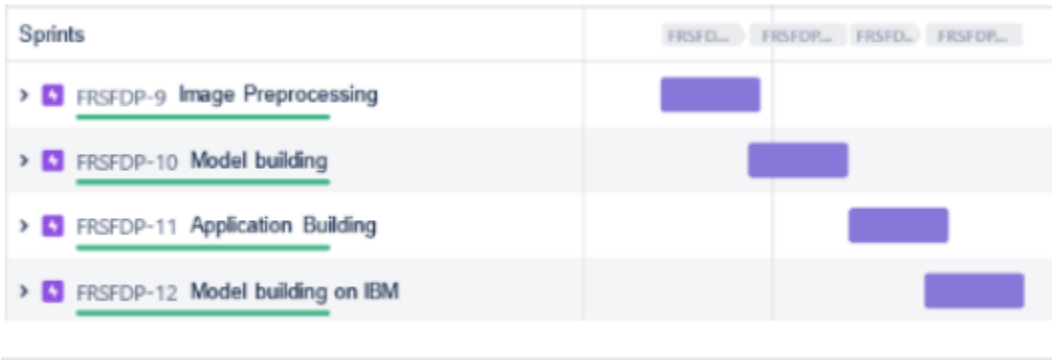 Sprints FRSFD... FRSFDP... FRSFD... FRSFDP...
FRSFDP-9 Image Preprocessing
FRSFDP-10 Model building
FRSFDP-11 Application Building
FRSFDP-12 Model building on IBM